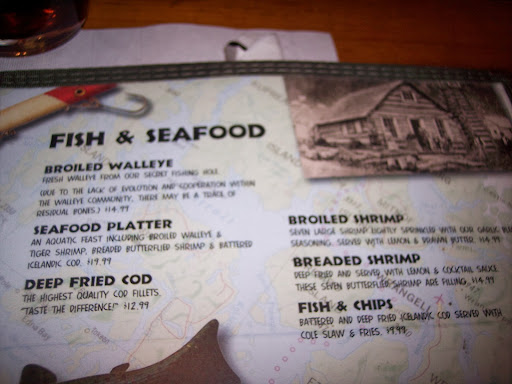 FISH & SEAFOOD
BROILED WALLEYE
FRESH WALLEYE FROM OUR SECRET FISHING HOLE.
(DUE TO THE LACK OF EVOLUTION AND COOPERATION WITHIN
THE WALLEYE COMMUNITY, THERE MAY BE A TRACE OF
RESIDUAL BONES.) $14.99
SEAFOOD PLATTER
AN AQUATIC FEAST INCLUDING BROILED WALLEYE &
TIGER SHRIMP, BREADED BUTTERFLIED SHRIMP & BATTERED
ICELANDIC COD. $19.99
DEEP FRIED COD
THE HIGHEST QUALITY COD FILLETS.
"TASTE THE DIFFERENCE!" $12.99
BROILED SHRIMP
SEVEN LARGE SHRIMP LIGHTLY SPRINKLED WITH OUR GARLIC
SEASONING. SERVED WITH LEMON & DRAWN BUTTER. $14.99
BREADED SHRIMP
DEEP FRIED AND SERVED WITH LEMON & COCKTAIL SAUCE.
THESE SEVEN BUTTERFLIED SHRIMP ARE FILLING.
FISH & CHIPS
BATTERED AND DEEP FRIED ICELANDIC COD SERVED WITH
COLE SLAW & FRIES. $9.99